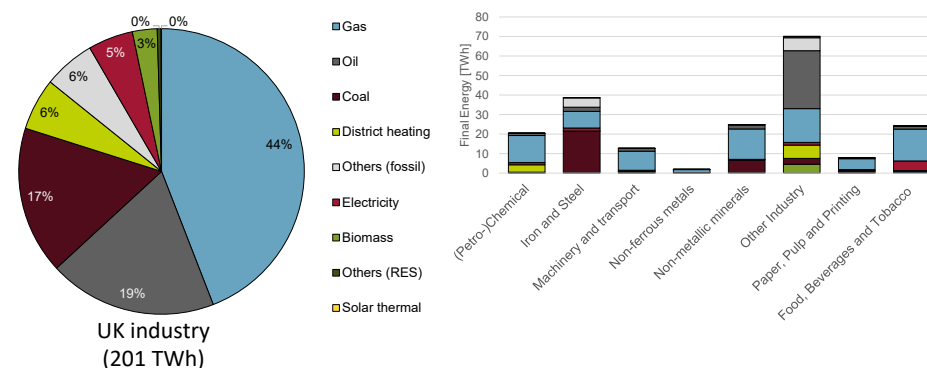 0%
0%
3%
5%
6%
6%
17%
19%
44%
UK industry
(201 TWh)
Gas
Oil
Coal
District heating
Others (fossil)
Electricity
Biomass
Others (RES)
Solar thermal
Final Energy [TWh]
80
70
60
50
40
30
20
10
0
(Petro-)Chemical
Iron and Steel
Machinery and transport
Non-ferrous metals
Non-metallic minerals
Other Industry
Paper, Pulp and Printing
Food, Beverages and Tobacco